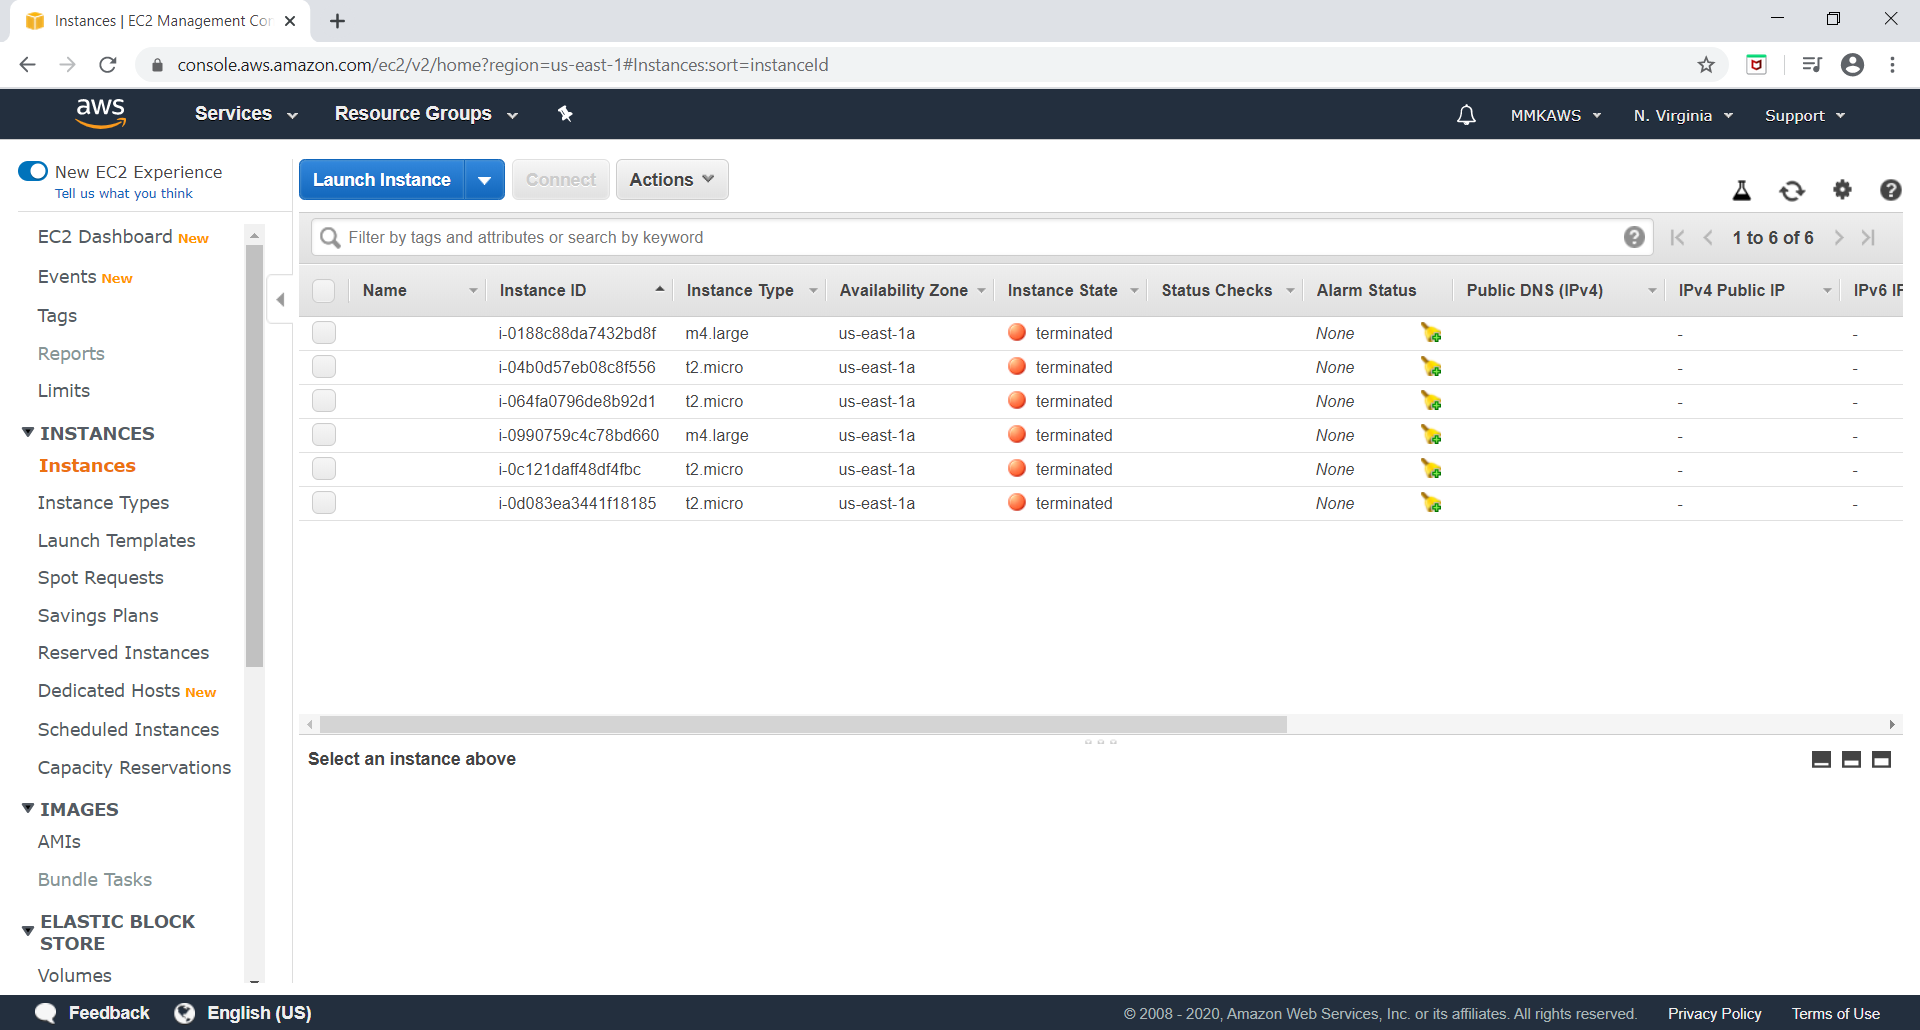 Instances | EC2 Management Con
console.aws.amazon.com/ec2/v2/home?region=us-east-1#Instances:sort=instanceId
aws Services Resource Groups MMKAWS N. Virginia Support
New EC2 Experience
Tell us what you think
EC2 Dashboard New
Events New
Tags
Reports
Limits
INSTANCES
Instances
Instance Types
Launch Templates
Spot Requests
Savings Plans
Reserved Instances
Dedicated Hosts New
Scheduled Instances
Capacity Reservations
IMAGES
AMIs
Bundle Tasks
ELASTIC BLOCK
STORE
Volumes
Launch Instance Connect Actions
Filter by tags and attributes or search by keyword 1 to 6 of 6
Name Instance ID Instance Type Availability Zone Instance State Status Checks Alarm Status Public DNS (IPv4) IPv4 Public IP IPv6 IP
i-0188c88da7432bd8f m4.large us-east-1a terminated None - -
i-04b0d57eb08c8f556 t2.micro us-east-1a terminated None - -
i-064fa0796de8b92d1 t2.micro us-east-1a terminated None - -
i-0990759c4c78bd660 m4.large us-east-1a terminated None - -
i-0c121daff48df4fbc t2.micro us-east-1a terminated None - -
i-0d083ea3441f18185 t2.micro us-east-1a terminated None - -
Select an instance above
Feedback English (US) © 2008 - 2020, Amazon Web Services, Inc. or its affiliates. All rights reserved. Privacy Policy Terms of Use